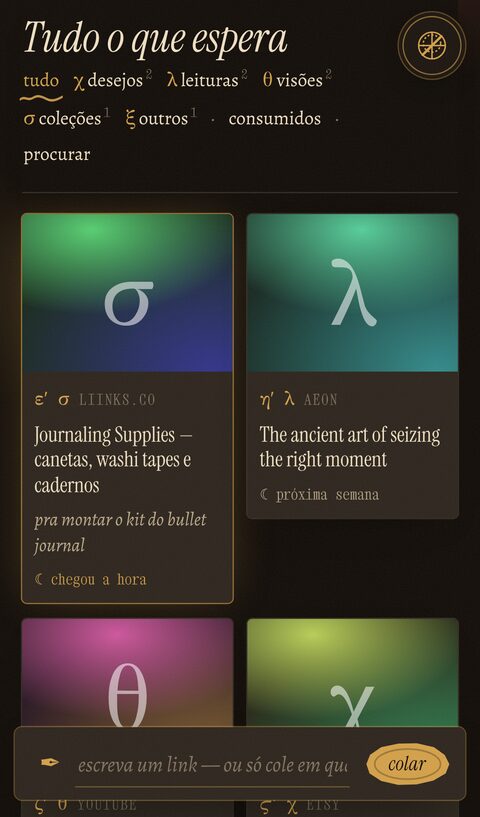 Tudo o que espera
tudo χ desejos 2 λ leituras 2 θ visões 2
σ coleções 1 ξ outros 1 · consumidos ·
procurar
σ
ε′ σ LIINKS.CO
Journaling Supplies —
canetas, washi tapes e
cadernos
pra montar o kit do bullet
journal
☾ chegou a hora
λ
η′ λ AEON
The ancient art of seizing
the right moment
☾ próxima semana
θ
χ
✒ escreva um link — ou só cole em qua
colar
ζ′ θ YOUTUBE
ϛ′ χ ETSY